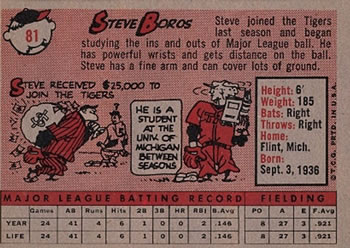 81
STEVE BOROS
Steve joined the Tigers
last season and began
studying the ins and outs of Major League ball. He
has powerful wrists and gets distance on the ball.
Steve has a fine arm and can cover lots of ground.
STEVE RECEIVED $25,000 TO
JOIN THE TIGERS
HE IS A
STUDENT AT
THE UNIV. OF
MICHIGAN
BETWEEN
SEASONS
Height: 6'
Weight: 185
Bats: Right
Throws: Right
Home:
Flint, Mich.
Born:
Sept. 3, 1936
© T.C.G. PRTD. IN U.S.A.
MAJOR LEAGUE BATTING RECORD FIELDING
Games At Bat Runs Hits 2B 3B H.R. RBI B.Avg PO A E F.Avg
YEAR 24 41 4 6 1 0 0 2 .146 8 27 3 .921
LIFE 24 41 4 6 1 0 0 2 .146 8 27 3 .921